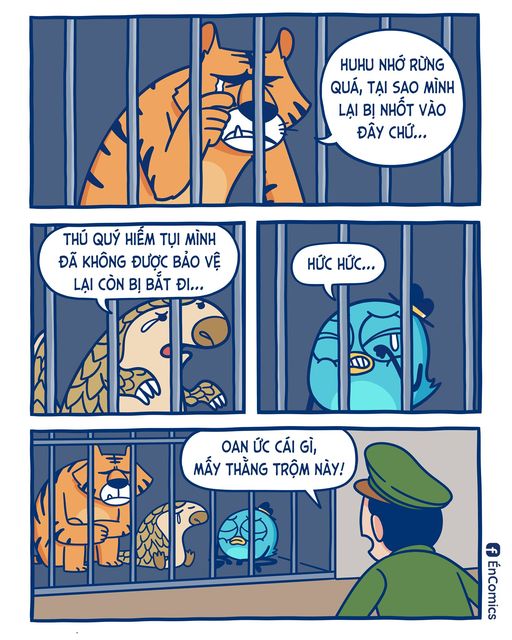 HUHU NHỚ RỪNG
QUÁ, TẠI SAO MÌNH
LẠI BỊ NHỐT VÀO
ĐÂY CHỨ...
THÚ QUÝ HIẾM TỤI MÌNH
ĐÃ KHÔNG ĐƯỢC BẢO VỆ
LẠI CÒN BỊ BẮT ĐI...
HỨC HỨC...
OAN ỨC CÁI GÌ,
MẤY THẰNG TRỘM NÀY!
ÉnComics